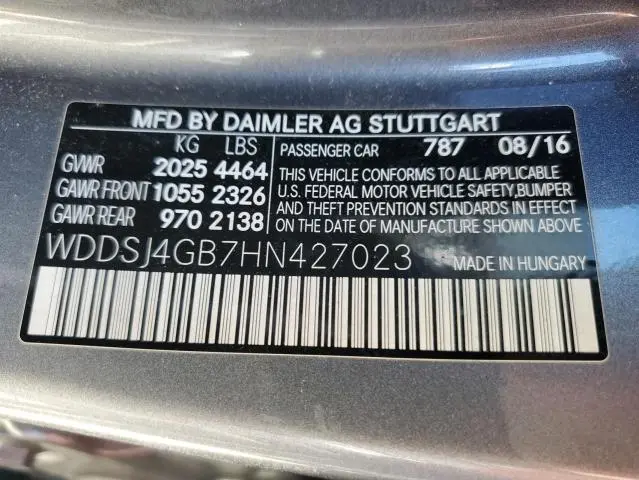 MFD BY DAIMLER AG STUTTGART
KG LBS
GVWR 2025 4464
GAWR FRONT 1055 2326
GAWR REAR 970 2138
PASSENGER CAR 787 08/16
THIS VEHICLE CONFORMS TO ALL APPLICABLE
U.S. FEDERAL MOTOR VEHICLE SAFETY,BUMPER
AND THEFT PREVENTION STANDARDS IN EFFECT
ON DATE OF MANUFACTURE SHOWN ABOVE
WDDSJ4GB7HN427023 MADE IN HUNGARY